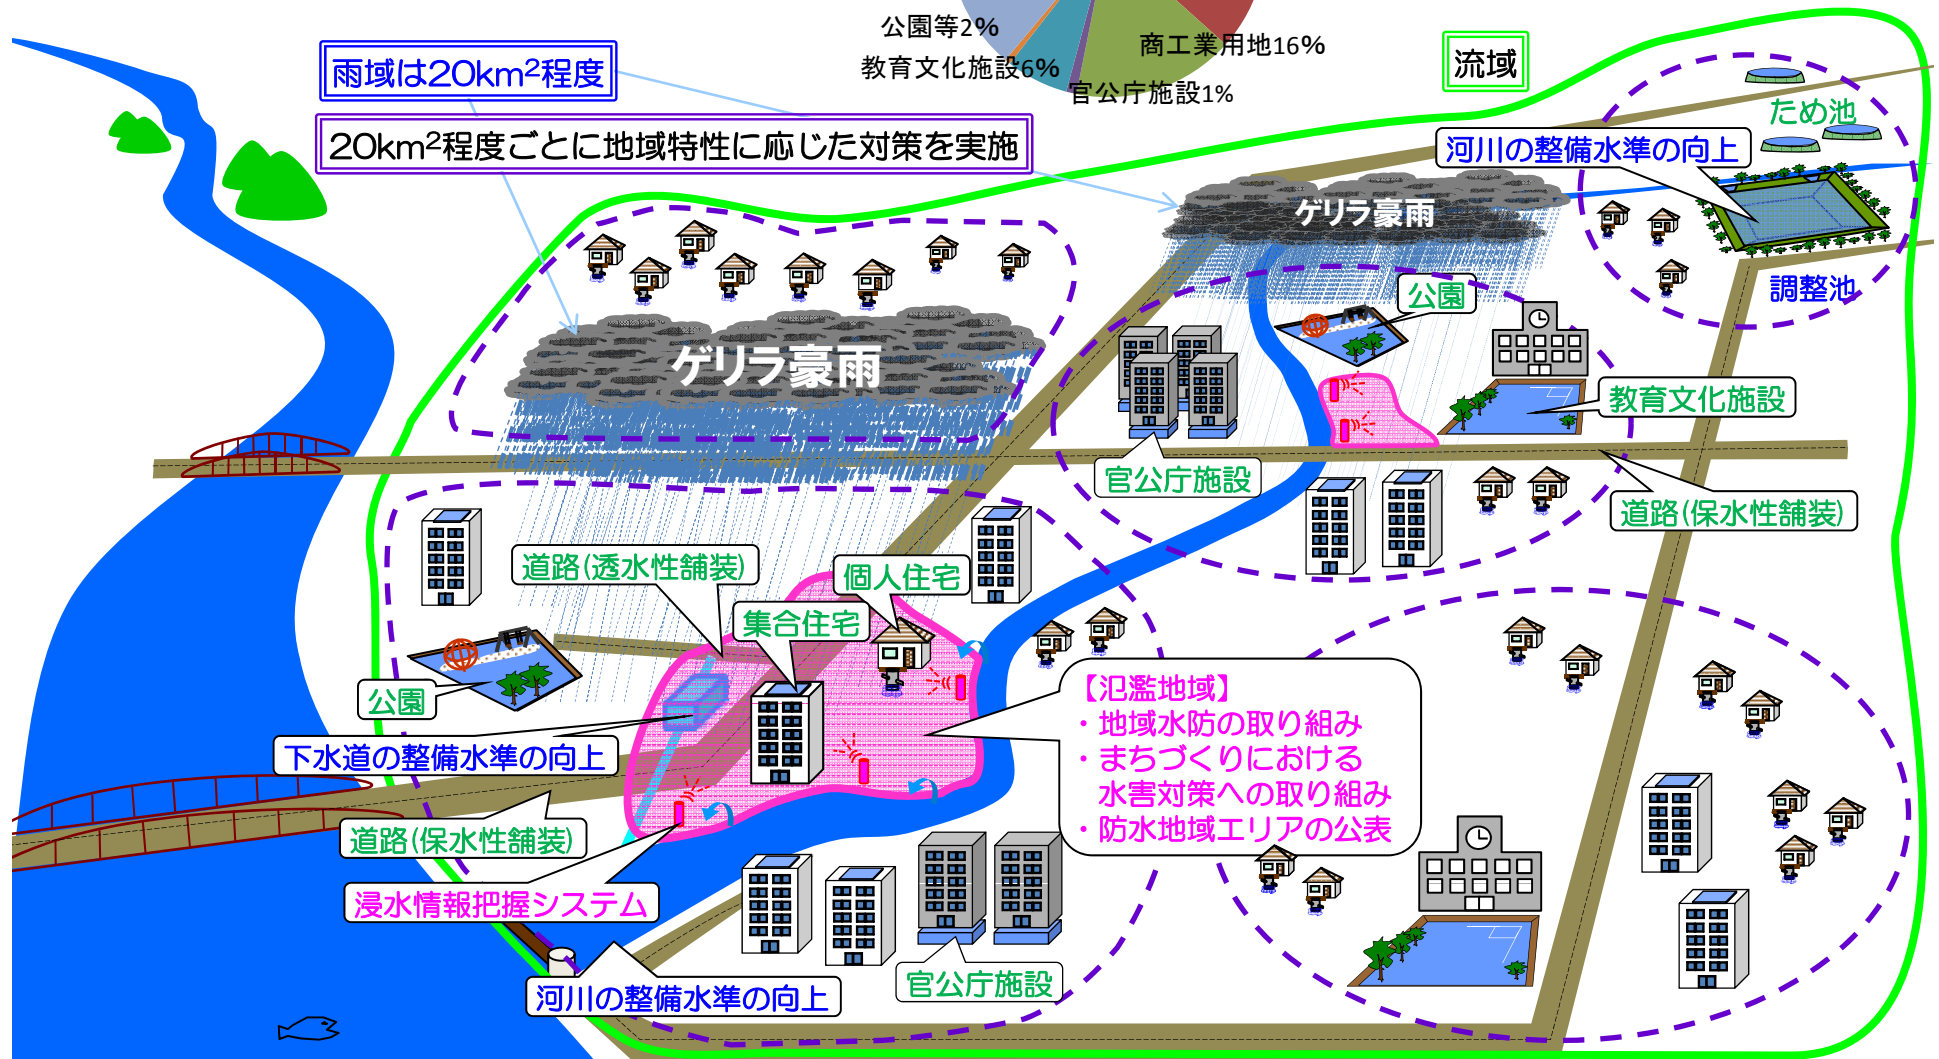 公園等2%
教育文化施設6%
商工業用地16%
官公庁施設1%
雨域は20km²程度
20km²程度ごとに地域特性に応じた対策を実施
流域
ため池
河川の整備水準の向上
調整池
ゲリラ豪雨
公園
ゲリラ豪雨
教育文化施設
官公庁施設
道路(保水性舗装)
道路(透水性舗装)
個人住宅
集合住宅
公園
下水道の整備水準の向上
【氾濫地域】
・地域水防の取り組み
・まちづくりにおける
水害対策への取り組み
・防水地域エリアの公表
道路(保水性舗装)
浸水情報把握システム
官公庁施設
河川の整備水準の向上